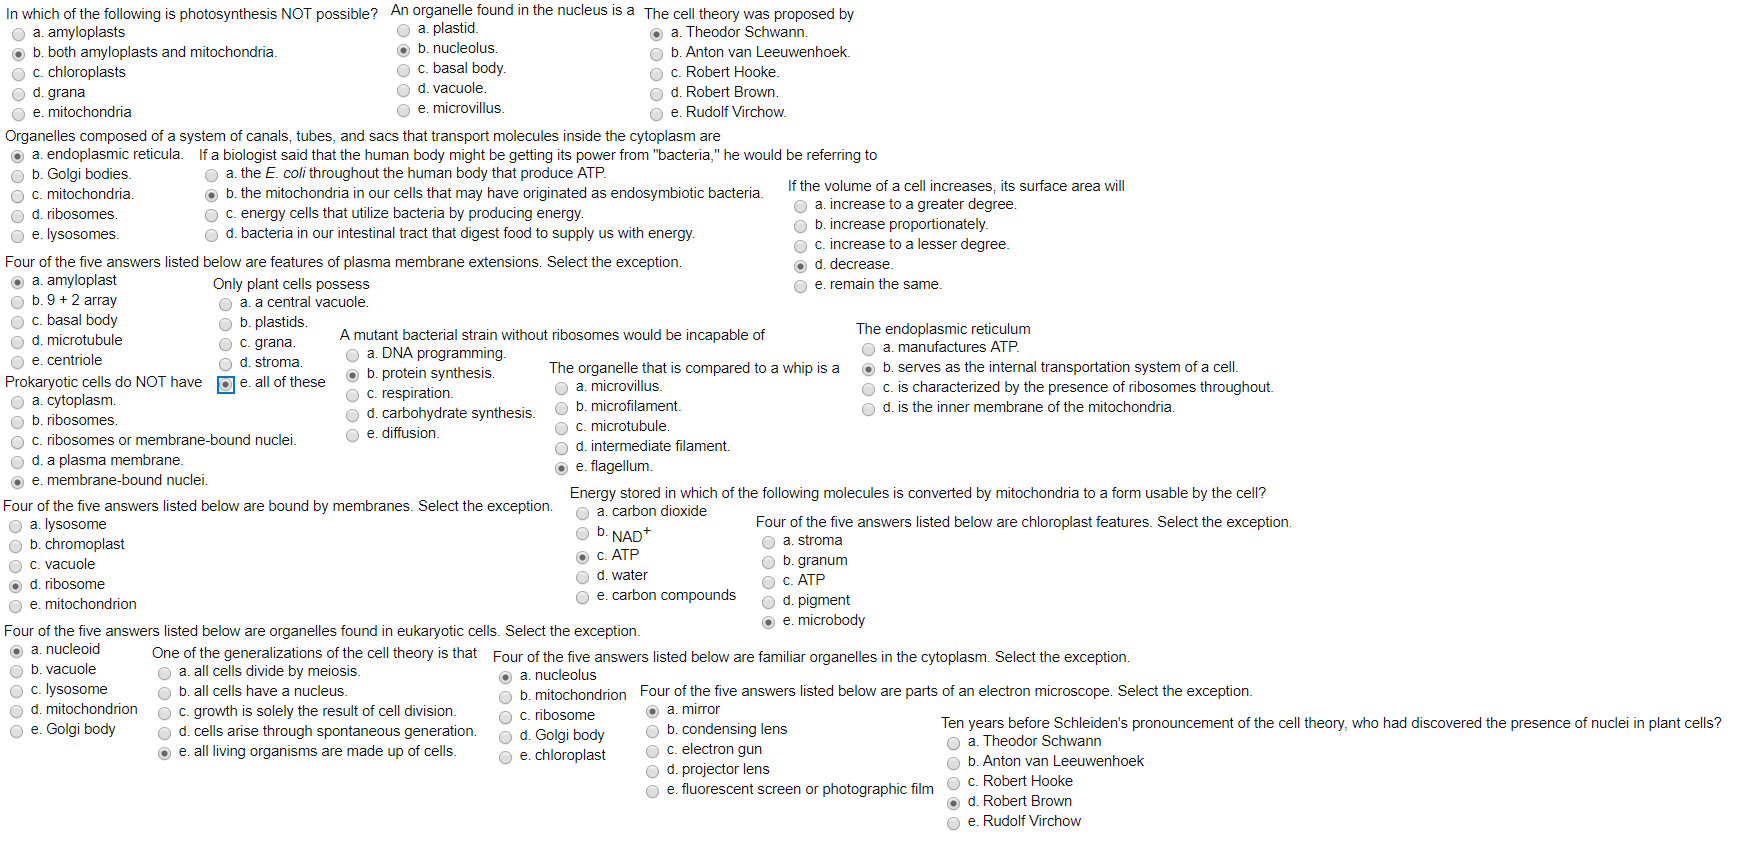 In which of the following is photosynthesis NOT possible?
a. amyloplasts
b. both amyloplasts and mitochondria.
c. chloroplasts
d. grana
e. mitochondria
An organelle found in the nucleus is a
a. plastid.
b. nucleolus.
c. basal body.
d. vacuole.
e. microvillus.
The cell theory was proposed by
a. Theodor Schwann.
b. Anton van Leeuwenhoek.
c. Robert Hooke.
d. Robert Brown.
e. Rudolf Virchow.
Organelles composed of a system of canals, tubes, and sacs that transport molecules inside the cytoplasm are
a. endoplasmic reticula.
b. Golgi bodies.
c. mitochondria.
d. ribosomes.
e. lysosomes.
If a biologist said that the human body might be getting its power from "bacteria," he would be referring to
a. the E. coli throughout the human body that produce ATP.
b. the mitochondria in our cells that may have originated as endosymbiotic bacteria.
c. energy cells that utilize bacteria by producing energy.
d. bacteria in our intestinal tract that digest food to supply us with energy.
If the volume of a cell increases, its surface area will
a. increase to a greater degree.
b. increase proportionately.
c. increase to a lesser degree.
d. decrease.
e. remain the same.
Four of the five answers listed below are features of plasma membrane extensions. Select the exception.
a. amyloplast
b. 9 + 2 array
c. basal body
d. microtubule
e. centriole
Only plant cells possess
a. a central vacuole.
b. plastids.
c. grana.
d. stroma.
e. all of these
A mutant bacterial strain without ribosomes would be incapable of
a. DNA programming.
b. protein synthesis.
c. respiration.
d. carbohydrate synthesis.
e. diffusion.
The organelle that is compared to a whip is a
a. microvillus.
b. microfilament.
c. microtubule.
d. intermediate filament.
e. flagellum.
The endoplasmic reticulum
a. manufactures ATP.
b. serves as the internal transportation system of a cell.
c. is characterized by the presence of ribosomes throughout.
d. is the inner membrane of the mitochondria.
Prokaryotic cells do NOT have
a. cytoplasm.
b. ribosomes.
c. ribosomes or membrane-bound nuclei.
d. a plasma membrane.
e. membrane-bound nuclei.
Four of the five answers listed below are bound by membranes. Select the exception.
a. lysosome
b. chromoplast
c. vacuole
d. ribosome
e. mitochondrion
Energy stored in which of the following molecules is converted by mitochondria to a form usable by the cell?
a. carbon dioxide
b. NAD+
c. ATP
d. water
e. carbon compounds
Four of the five answers listed below are chloroplast features. Select the exception.
a. stroma
b. granum
c. ATP
d. pigment
e. microbody
Four of the five answers listed below are organelles found in eukaryotic cells. Select the exception.
a. nucleoid
b. vacuole
c. lysosome
d. mitochondrion
e. Golgi body
One of the generalizations of the cell theory is that
a. all cells divide by meiosis.
b. all cells have a nucleus.
c. growth is solely the result of cell division.
d. cells arise through spontaneous generation.
e. all living organisms are made up of cells.
Four of the five answers listed below are familiar organelles in the cytoplasm. Select the exception.
a. nucleolus
b. mitochondrion
c. ribosome
d. Golgi body
e. chloroplast
Four of the five answers listed below are parts of an electron microscope. Select the exception.
a. mirror
b. condensing lens
c. electron gun
d. projector lens
e. fluorescent screen or photographic film
Ten years before Schleiden's pronouncement of the cell theory, who had discovered the presence of nuclei in plant cells?
a. Theodor Schwann
b. Anton van Leeuwenhoek
c. Robert Hooke
d. Robert Brown
e. Rudolf Virchow